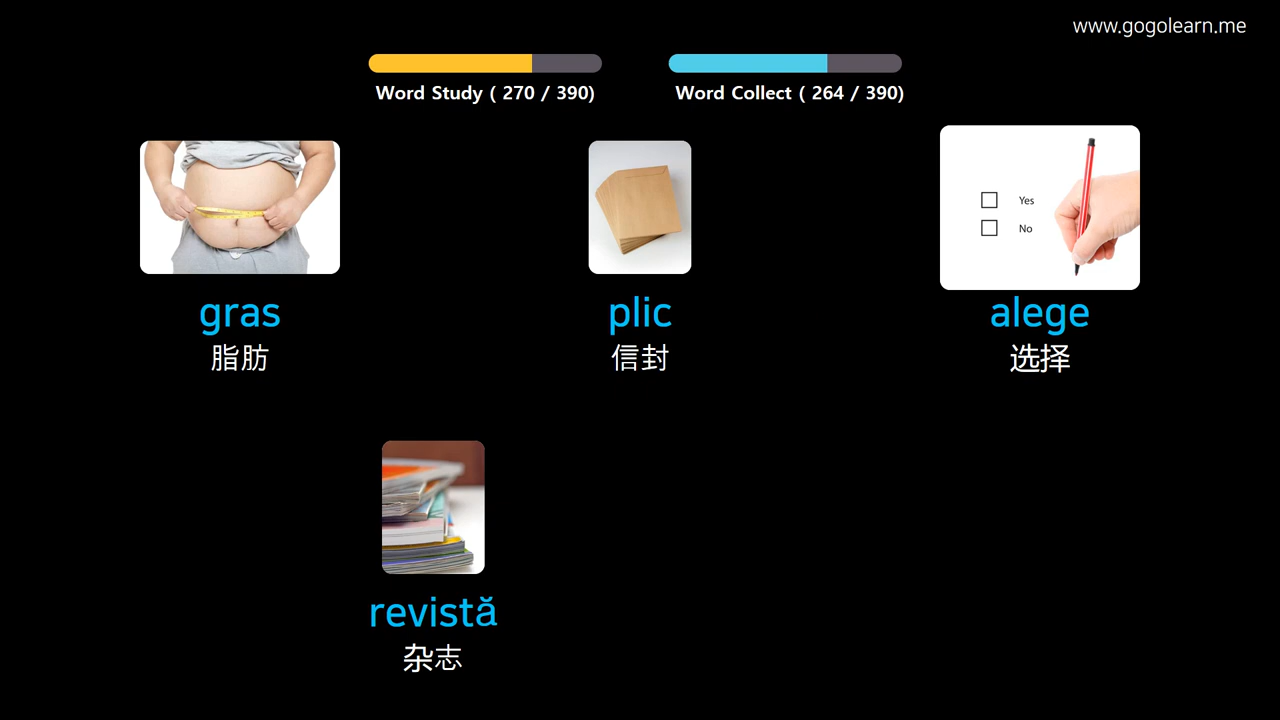 www.gogolearn.me
Word Study ( 270 / 390)
Word Collect ( 264 / 390)
Yes
No
gras
脂肪
plic
信封
alege
选择
revistă
杂志